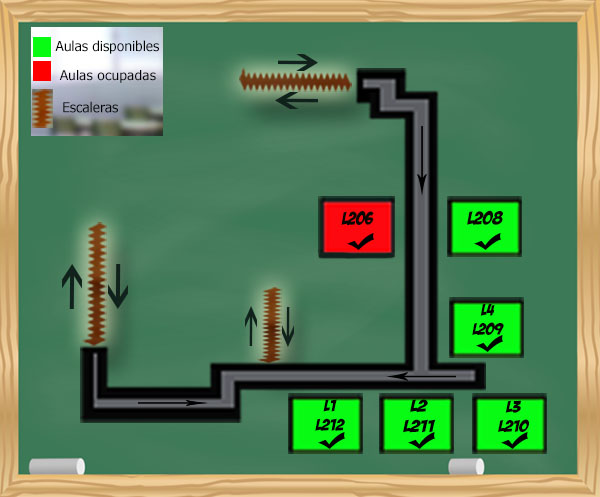 Aulas disponibles
Aulas ocupadas
Escaleras
L206
L208
L4
L209
L1
L212
L2
L211
L3
L210